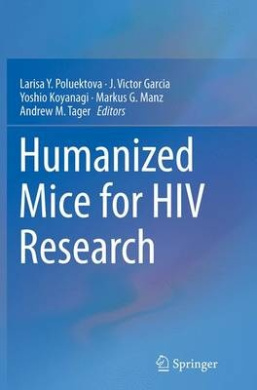 Larisa Y. Poluektova · J. Victor Garcia
Yoshio Koyanagi · Markus G. Manz
Andrew M. Tager Editors
Humanized
Mice for HIV
Research
Springer